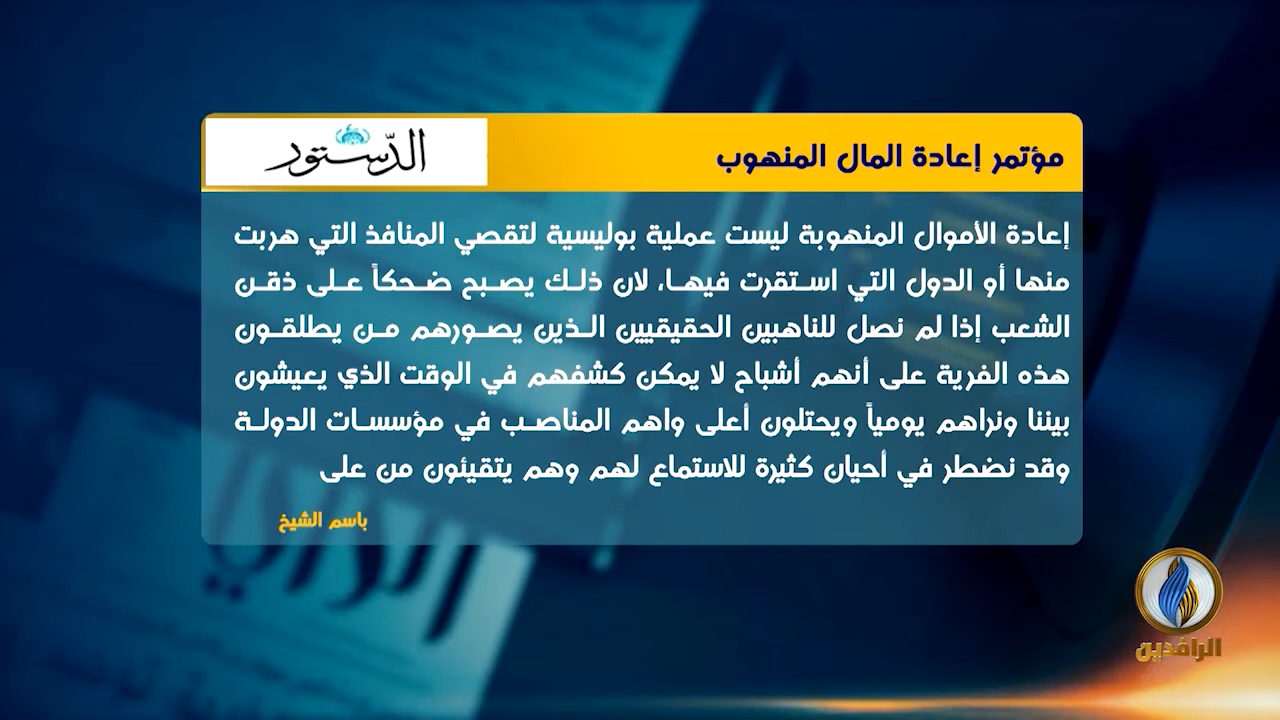 مؤتمر إعادة المال المنهوب
الدّستور
إعادة الأموال المنهوبة ليست عملية بوليسية لتقصي المنافذ التي هربت
منها أو الدول التي استقرت فيها، لان ذلك يصبح ضحكاً على ذقن
الشعب إذا لم نصل للناهبين الحقيقيين الذين يصورهم من يطلقون
هذه الفرية على أنهم أشباح لا يمكن كشفهم في الوقت الذي يعيشون
بيننا ونراهم يومياً ويحتلون أعلى واهم المناصب في مؤسسات الدولة
وقد نضطر في أحيان كثيرة للاستماع لهم وهم يتقيئون من على
باسم الشيخ
الرأي
الرافدين